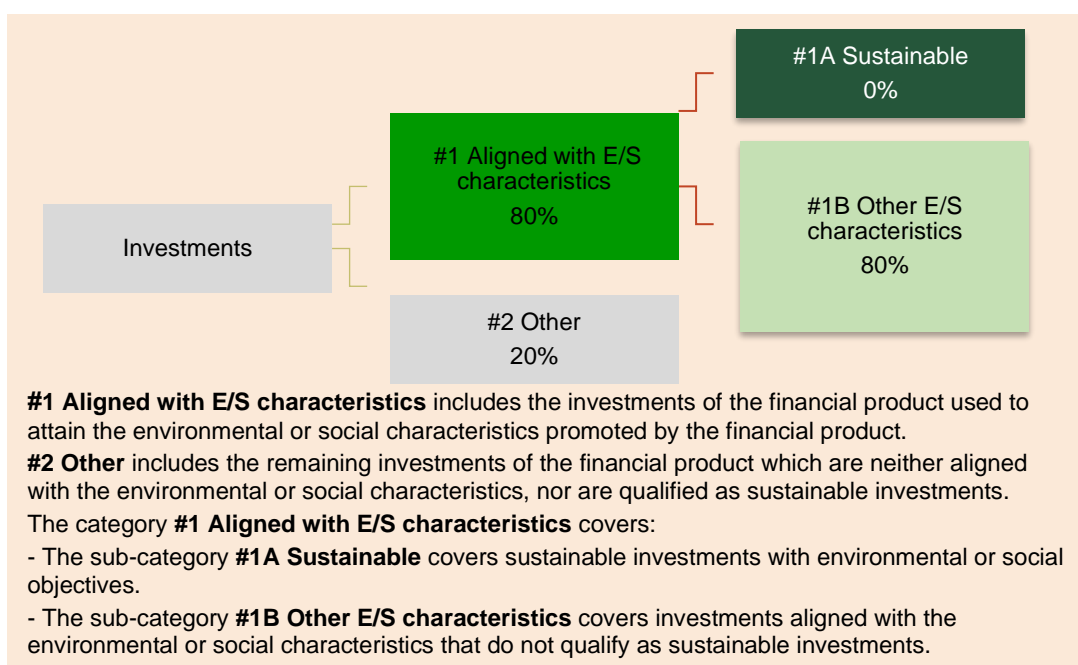 #1A Sustainable
0%
#1 Aligned with E/S
characteristics
80%
#1B Other E/S
characteristics
80%
Investments
#2 Other
20%
#1 Aligned with E/S characteristics includes the investments of the financial product used to
attain the environmental or social characteristics promoted by the financial product.
#2 Other includes the remaining investments of the financial product which are neither aligned
with the environmental or social characteristics, nor are qualified as sustainable investments.
The category #1 Aligned with E/S characteristics covers:
- The sub-category #1A Sustainable covers sustainable investments with environmental or social
objectives.
- The sub-category #1B Other E/S characteristics covers investments aligned with the
environmental or social characteristics that do not qualify as sustainable investments.